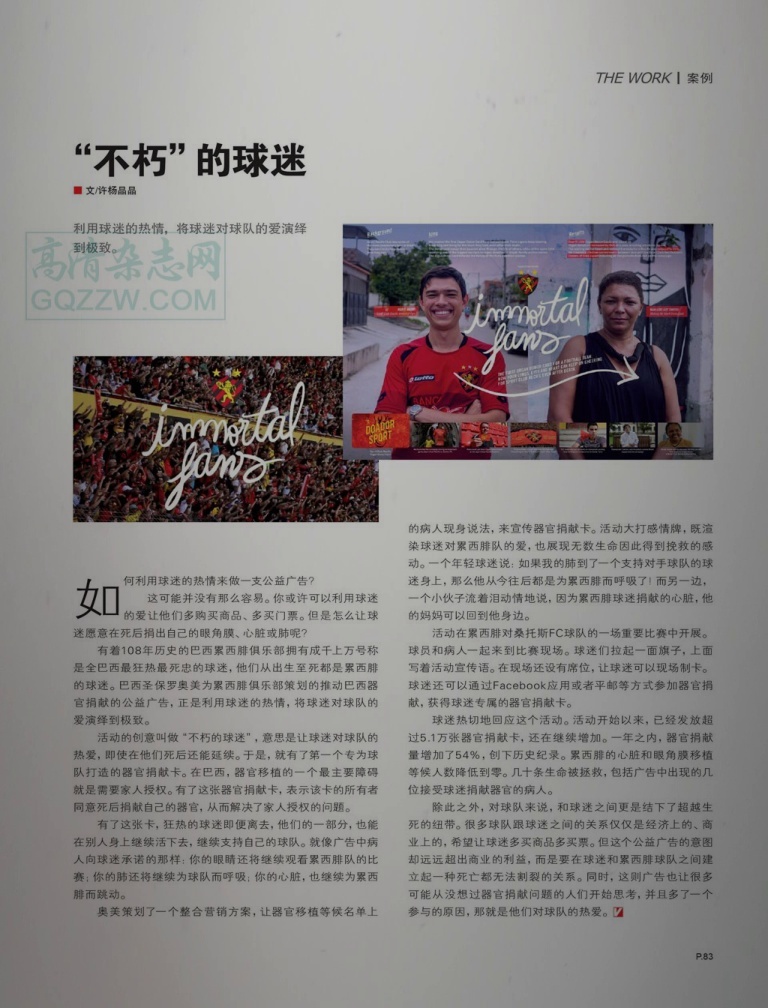 THE WORK | 案例
“不朽”的球迷
■ 文/许杨晶晶
利用球迷的热情，将球迷对球队的爱演绎
到极致。
高清杂志网
GQZZW.COM
immortal
fans
immortal
fans
DOADOR
SPORT
如何利用球迷的热情来做一支公益广告？
这可能并没有那么容易。你或许可以利用球迷
的爱让他们多购买商品、多买门票。但是怎么让球
迷愿意在死后捐出自己的眼角膜、心脏或肺呢？
有着108年历史的巴西累西腓俱乐部拥有成千上万号称
是全巴西最狂热最死忠的球迷，他们从出生至死都是累西腓
的球迷。巴西圣保罗奥美为累西腓俱乐部策划的推动巴西器
官捐献的公益广告，正是利用球迷的热情，将球迷对球队的
爱演绎到极致。
活动的创意叫做“不朽的球迷”，意思是让球迷对球队的
热爱，即使在他们死后还能延续。于是，就有了第一个专为球
队打造的器官捐献卡。在巴西，器官移植的一个最主要障碍
就是需要家人授权。有了这张器官捐献卡，表示该卡的所有者
同意死后捐献自己的器官，从而解决了家人授权的问题。
有了这张卡，狂热的球迷即便离去，他们的一部分，也能
在别人身上继续活下去，继续支持自己的球队。就像广告中病
人向球迷承诺的那样：你的眼睛还将继续观看累西腓队的比
赛；你的肺还将继续为球队而呼吸；你的心脏，也继续为累西
腓而跳动。
奥美策划了一个整合营销方案，让器官移植等候名单上
的病人现身说法，来宣传器官捐献卡。活动大打感情牌，既渲
染球迷对累西腓队的爱，也展现无数生命因此得到挽救的感
动。一个年轻球迷说：如果我的肺到了一个支持对手球队的球
迷身上，那么他从今往后都是为累西腓而呼吸了！而另一边，
一个小伙子流着泪动情地说，因为累西腓球迷捐献的心脏，他
的妈妈可以回到他身边。
活动在累西腓对桑托斯FC球队的一场重要比赛中开展。
球员和病人一起来到比赛现场。球迷们拉起一面旗子，上面
写着活动宣传语。在现场还设有席位，让球迷可以现场制卡。
球迷还可以通过Facebook应用或者平邮等方式参加器官捐
献，获得球迷专属的器官捐献卡。
球迷热切地回应这个活动。活动开始以来，已经发放超
过5.1万张器官捐献卡，还在继续增加。一年之内，器官捐献
量增加了54%，创下历史纪录。累西腓的心脏和眼角膜移植
等候人数降低到零。几十条生命被拯救，包括广告中出现的几
位接受球迷捐献器官的病人。
除此之外，对球队来说，和球迷之间更是结下了超越生
死的纽带。很多球队跟球迷之间的关系仅仅是经济上的、商
业上的，希望让球迷多买商品多买票。但这个公益广告的意图
却远远超出商业的利益，而是要在球迷和累西腓球队之间建
立起一种死亡都无法割裂的关系。同时，这则广告也让很多
可能从没想过器官捐献问题的人们开始思考，并且多了一个
参与的原因，那就是他们对球队的热爱。
P.83